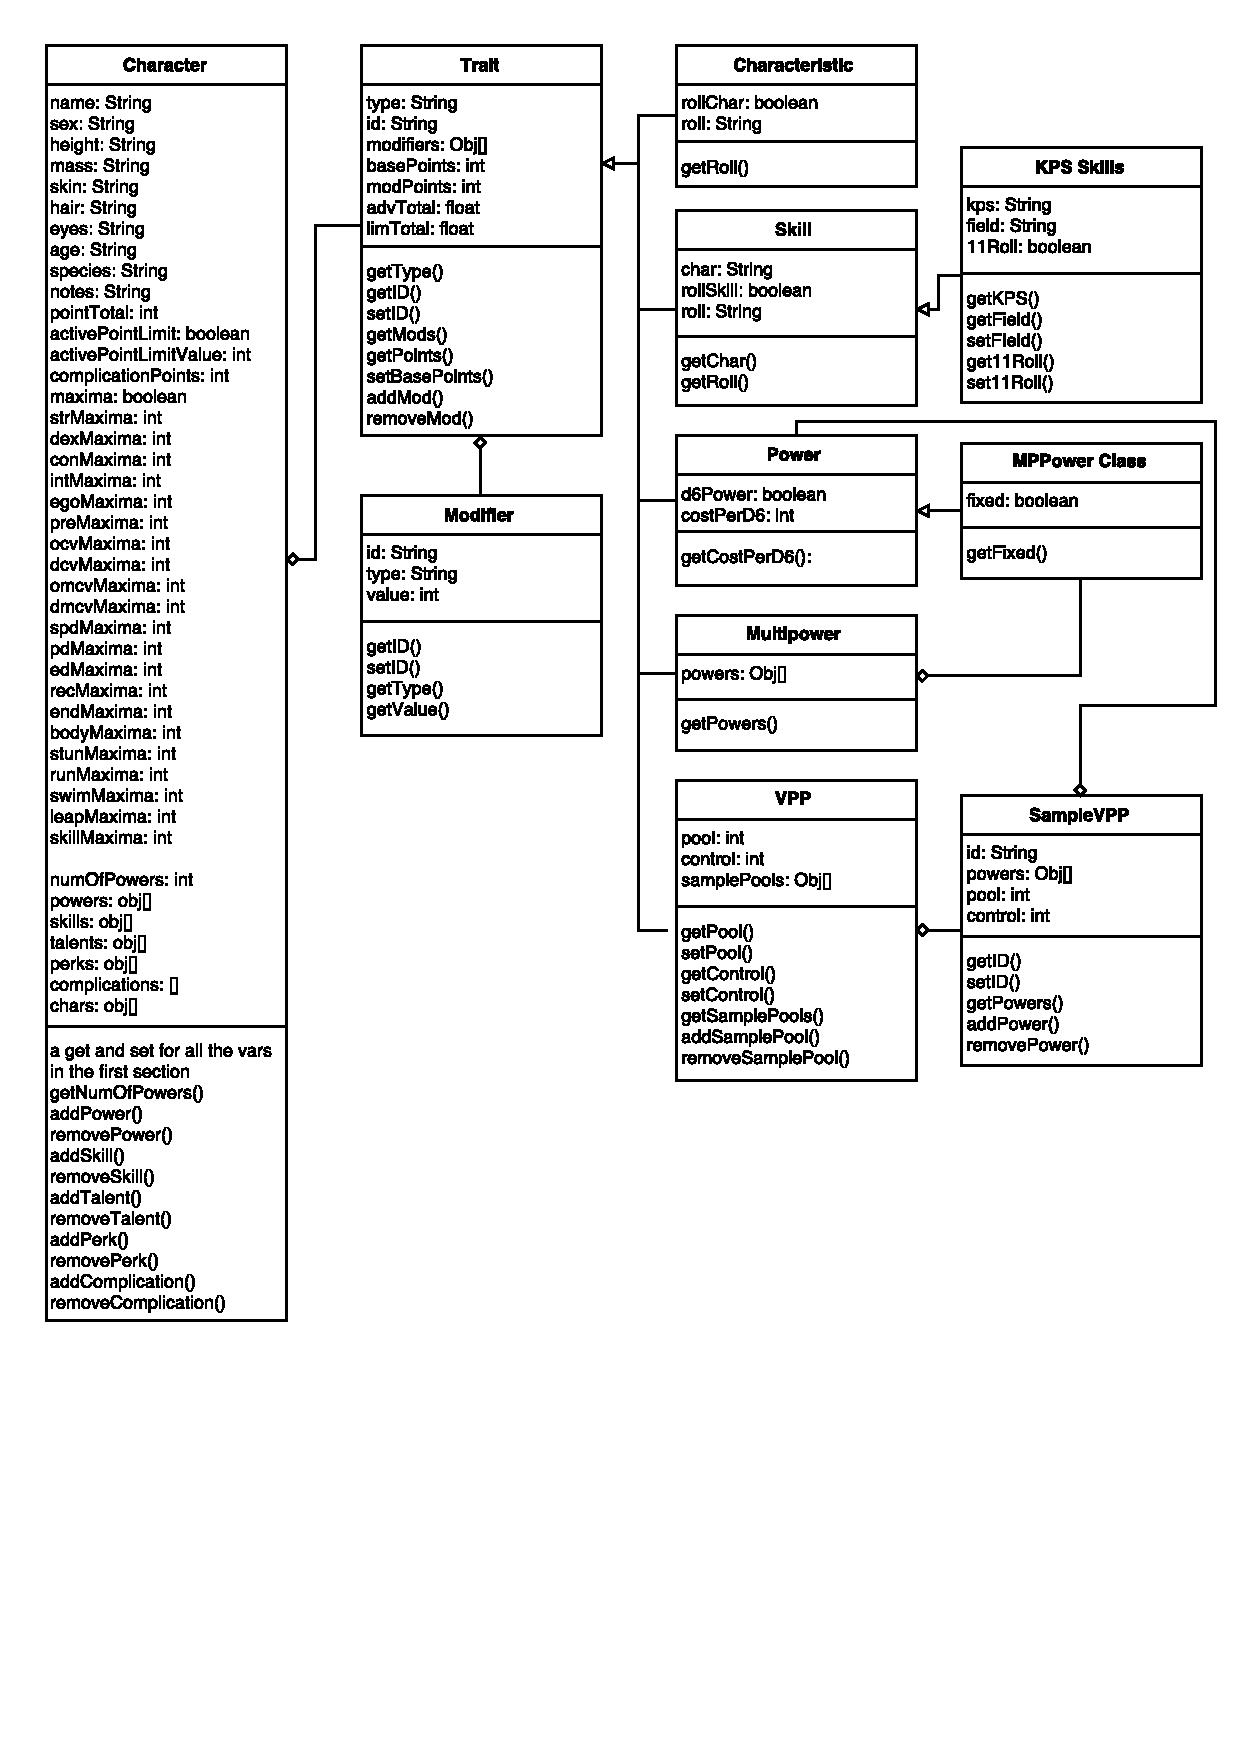 Character
name: String
sex: String
height: String
mass: String
skin: String
hair: String
eyes: String
age: String
species: String
notes: String
pointTotal: int
activePointLimit: boolean
activePointLimitValue: int
complicationPoints: int
maxima: boolean
strMaxima: int
dexMaxima: int
conMaxima: int
intMaxima: int
egoMaxima: int
preMaxima: int
ocvMaxima: int
dcvMaxima: int
omcvMaxima: int
dmcvMaxima: int
spdMaxima: int
pdMaxima: int
edMaxima: int
recMaxima: int
endMaxima: int
bodyMaxima: int
stunMaxima: int
runMaxima: int
swimMaxima: int
leapMaxima: int
skillMaxima: int
numOfPowers: int
powers: obj[]
skills: obj[]
talents: obj[]
perks: obj[]
complications: []
chars: obj[]
a get and set for all the vars
in the first section
getNumOfPowers()
addPower()
removePower()
addSkill()
removeSkill()
addTalent()
removeTalent()
addPerk()
removePerk()
addComplication()
removeComplication()
Trait
type: String
id: String
modifiers: Obj[]
basePoints: int
modPoints: int
advTotal: float
limTotal: float
getType()
getID()
setID()
getMods()
getPoints()
setBasePoints()
addMod()
removeMod()
Modifier
id: String
type: String
value: int
getID()
setID()
getType()
getValue()
Characteristic
rollChar: boolean
roll: String
getRoll()
Skill
char: String
rollSkill: boolean
roll: String
getChar()
getRoll()
Power
d6Power: boolean
costPerD6: int
getCostPerD6():
Multipower
powers: Obj[]
getPowers()
VPP
pool: int
control: int
samplePools: Obj[]
getPool()
setPool()
getControl()
setControl()
getSamplePools()
addSamplePool()
removeSamplePool()
KPS Skills
kps: String
field: String
11Roll: boolean
getKPS()
getField()
setField()
get11Roll()
set11Roll()
MPPower Class
fixed: boolean
getFixed()
SampleVPP
id: String
powers: Obj[]
pool: int
control: int
getID()
setID()
getPowers()
addPower()
removePower()